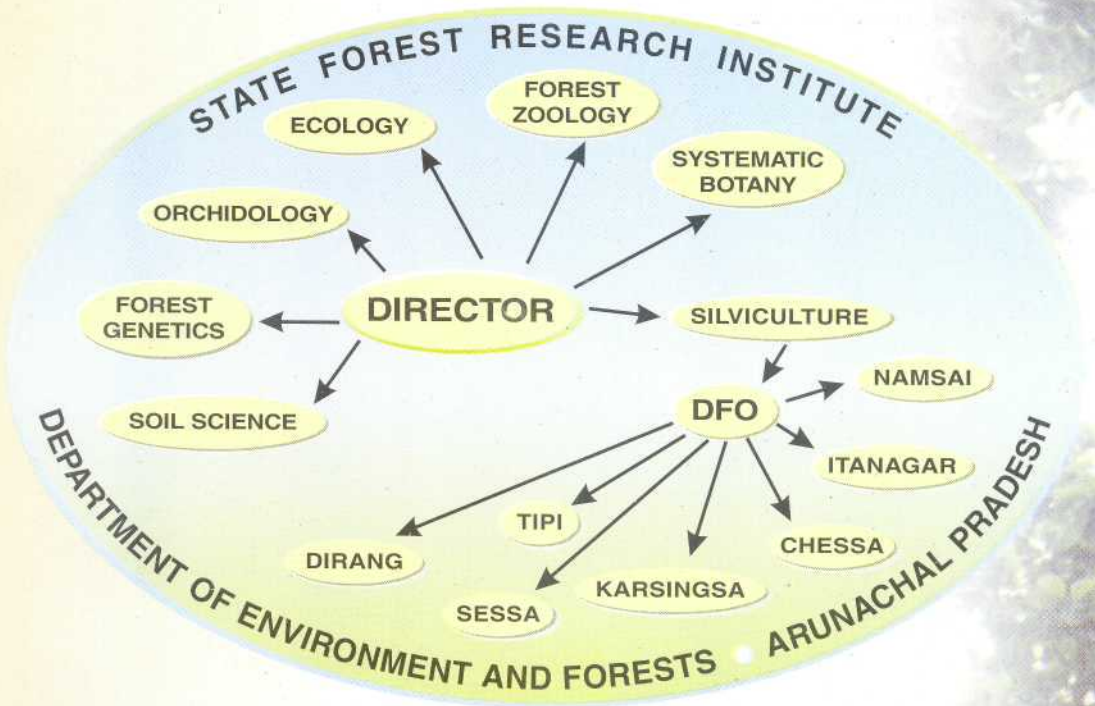 STATE FOREST RESEARCH INSTITUTE
FOREST
ZOOLOGY
ECOLOGY
SYSTEMATIC
BOTANY
ORCHIDOLOGY
DIRECTOR
FOREST
GENETICS
SILVICULTURE
NAMSAI
SOIL SCIENCE
DFO
ITANAGAR
TIPI
CHESSA
DIRANG
KARSINGSA
SESSA
DEPARTMENT OF ENVIRONMENT AND FORESTS • ARUNACHAL PRADESH